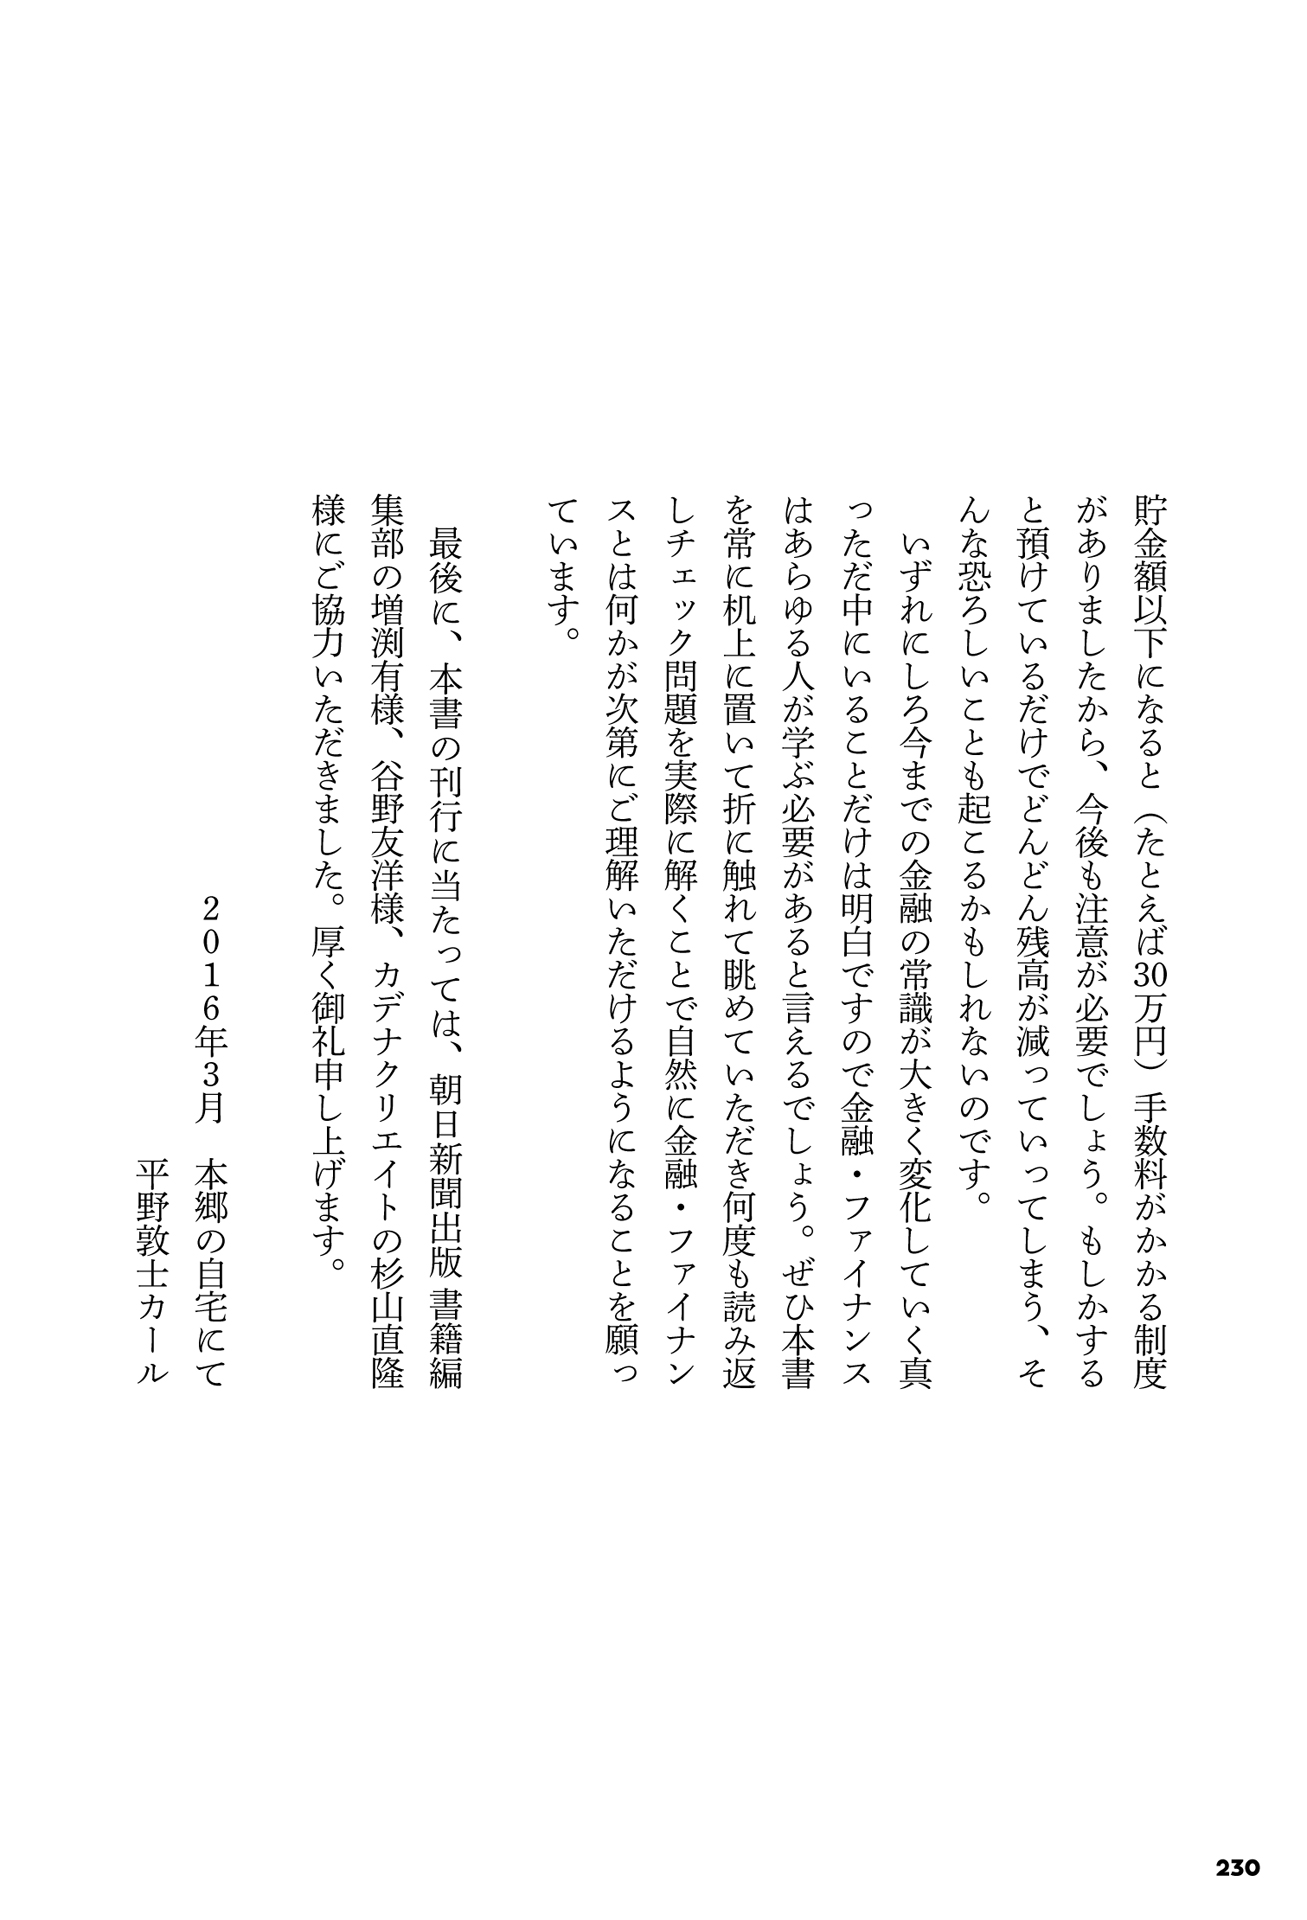 貯金額以下になると（たとえば30万円）手数料がかかる制度
がありましたから、今後も注意が必要でしょう。もしかする
と預けているだけでどんどん残高が減っていってしまう、そ
んな恐ろしいことも起こるかもしれないのです。
　いずれにしろ今までの金融の常識が大きく変化していく真
っただ中にいることだけは明白ですので金融・ファイナンス
はあらゆる人が学ぶ必要があると言えるでしょう。ぜひ本書
を常に机上に置いて折に触れて眺めていただき何度も読み返
しチェック問題を実際に解くことで自然に金融・ファイナン
スとは何かが次第にご理解いただけるようになることを願っ
ています。
　最後に、本書の刊行に当たっては、朝日新聞出版 書籍編
集部の増渕有様、谷野友洋様、カデナクリエイトの杉山直隆
様にご協力いただきました。厚く御礼申し上げます。
2016年3月　本郷の自宅にて
平野敦士カール
230